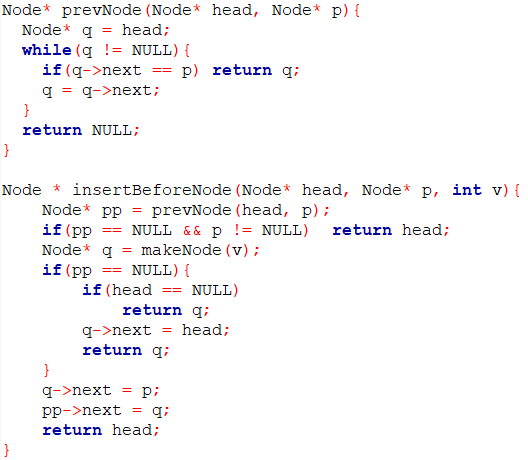 Node* prevNode(Node* head, Node* p){
  Node* q = head;
  while(q != NULL){
    if(q->next == p) return q;
    q = q->next;
  }
  return NULL;
}

Node * insertBeforeNode(Node* head, Node* p, int v){
    Node* pp = prevNode(head, p);
    if(pp == NULL && p != NULL)  return head;
    Node* q = makeNode(v);
    if(pp == NULL){
        if(head == NULL)
            return q;
        q->next = head;
        return q;
    }
    q->next = p;
    pp->next = q;
    return head;
}